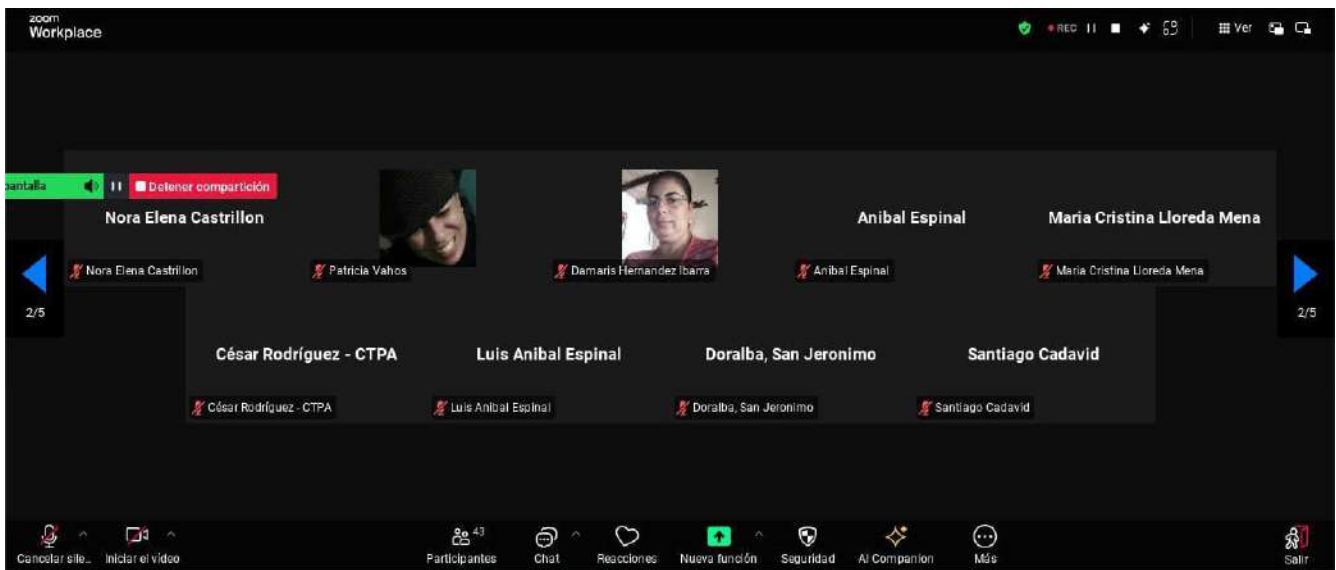 zoom
Workplace
REC
Ver
pantalla
Detener compartición
Nora Elena Castrillon
Anibal Espinal
Maria Cristina Lloreda Mena
Nora Elena Castrillon
Patricia Vahos
Damaris Hernandez Ibarra
Anibal Espinal
Maria Cristina Lloreda Mena
2/5
2/5
César Rodríguez - CTPA
Luis Anibal Espinal
Doralba, San Jeronimo
Santiago Cadavid
César Rodríguez - CTPA
Luis Anibal Espinal
Doralba, San Jeronimo
Santiago Cadavid
43
Cancelar sile...
Iniciar el vídeo
Participantes
Chat
Reacciones
Nueva función
Seguridad
AI Companion
Más
Salir